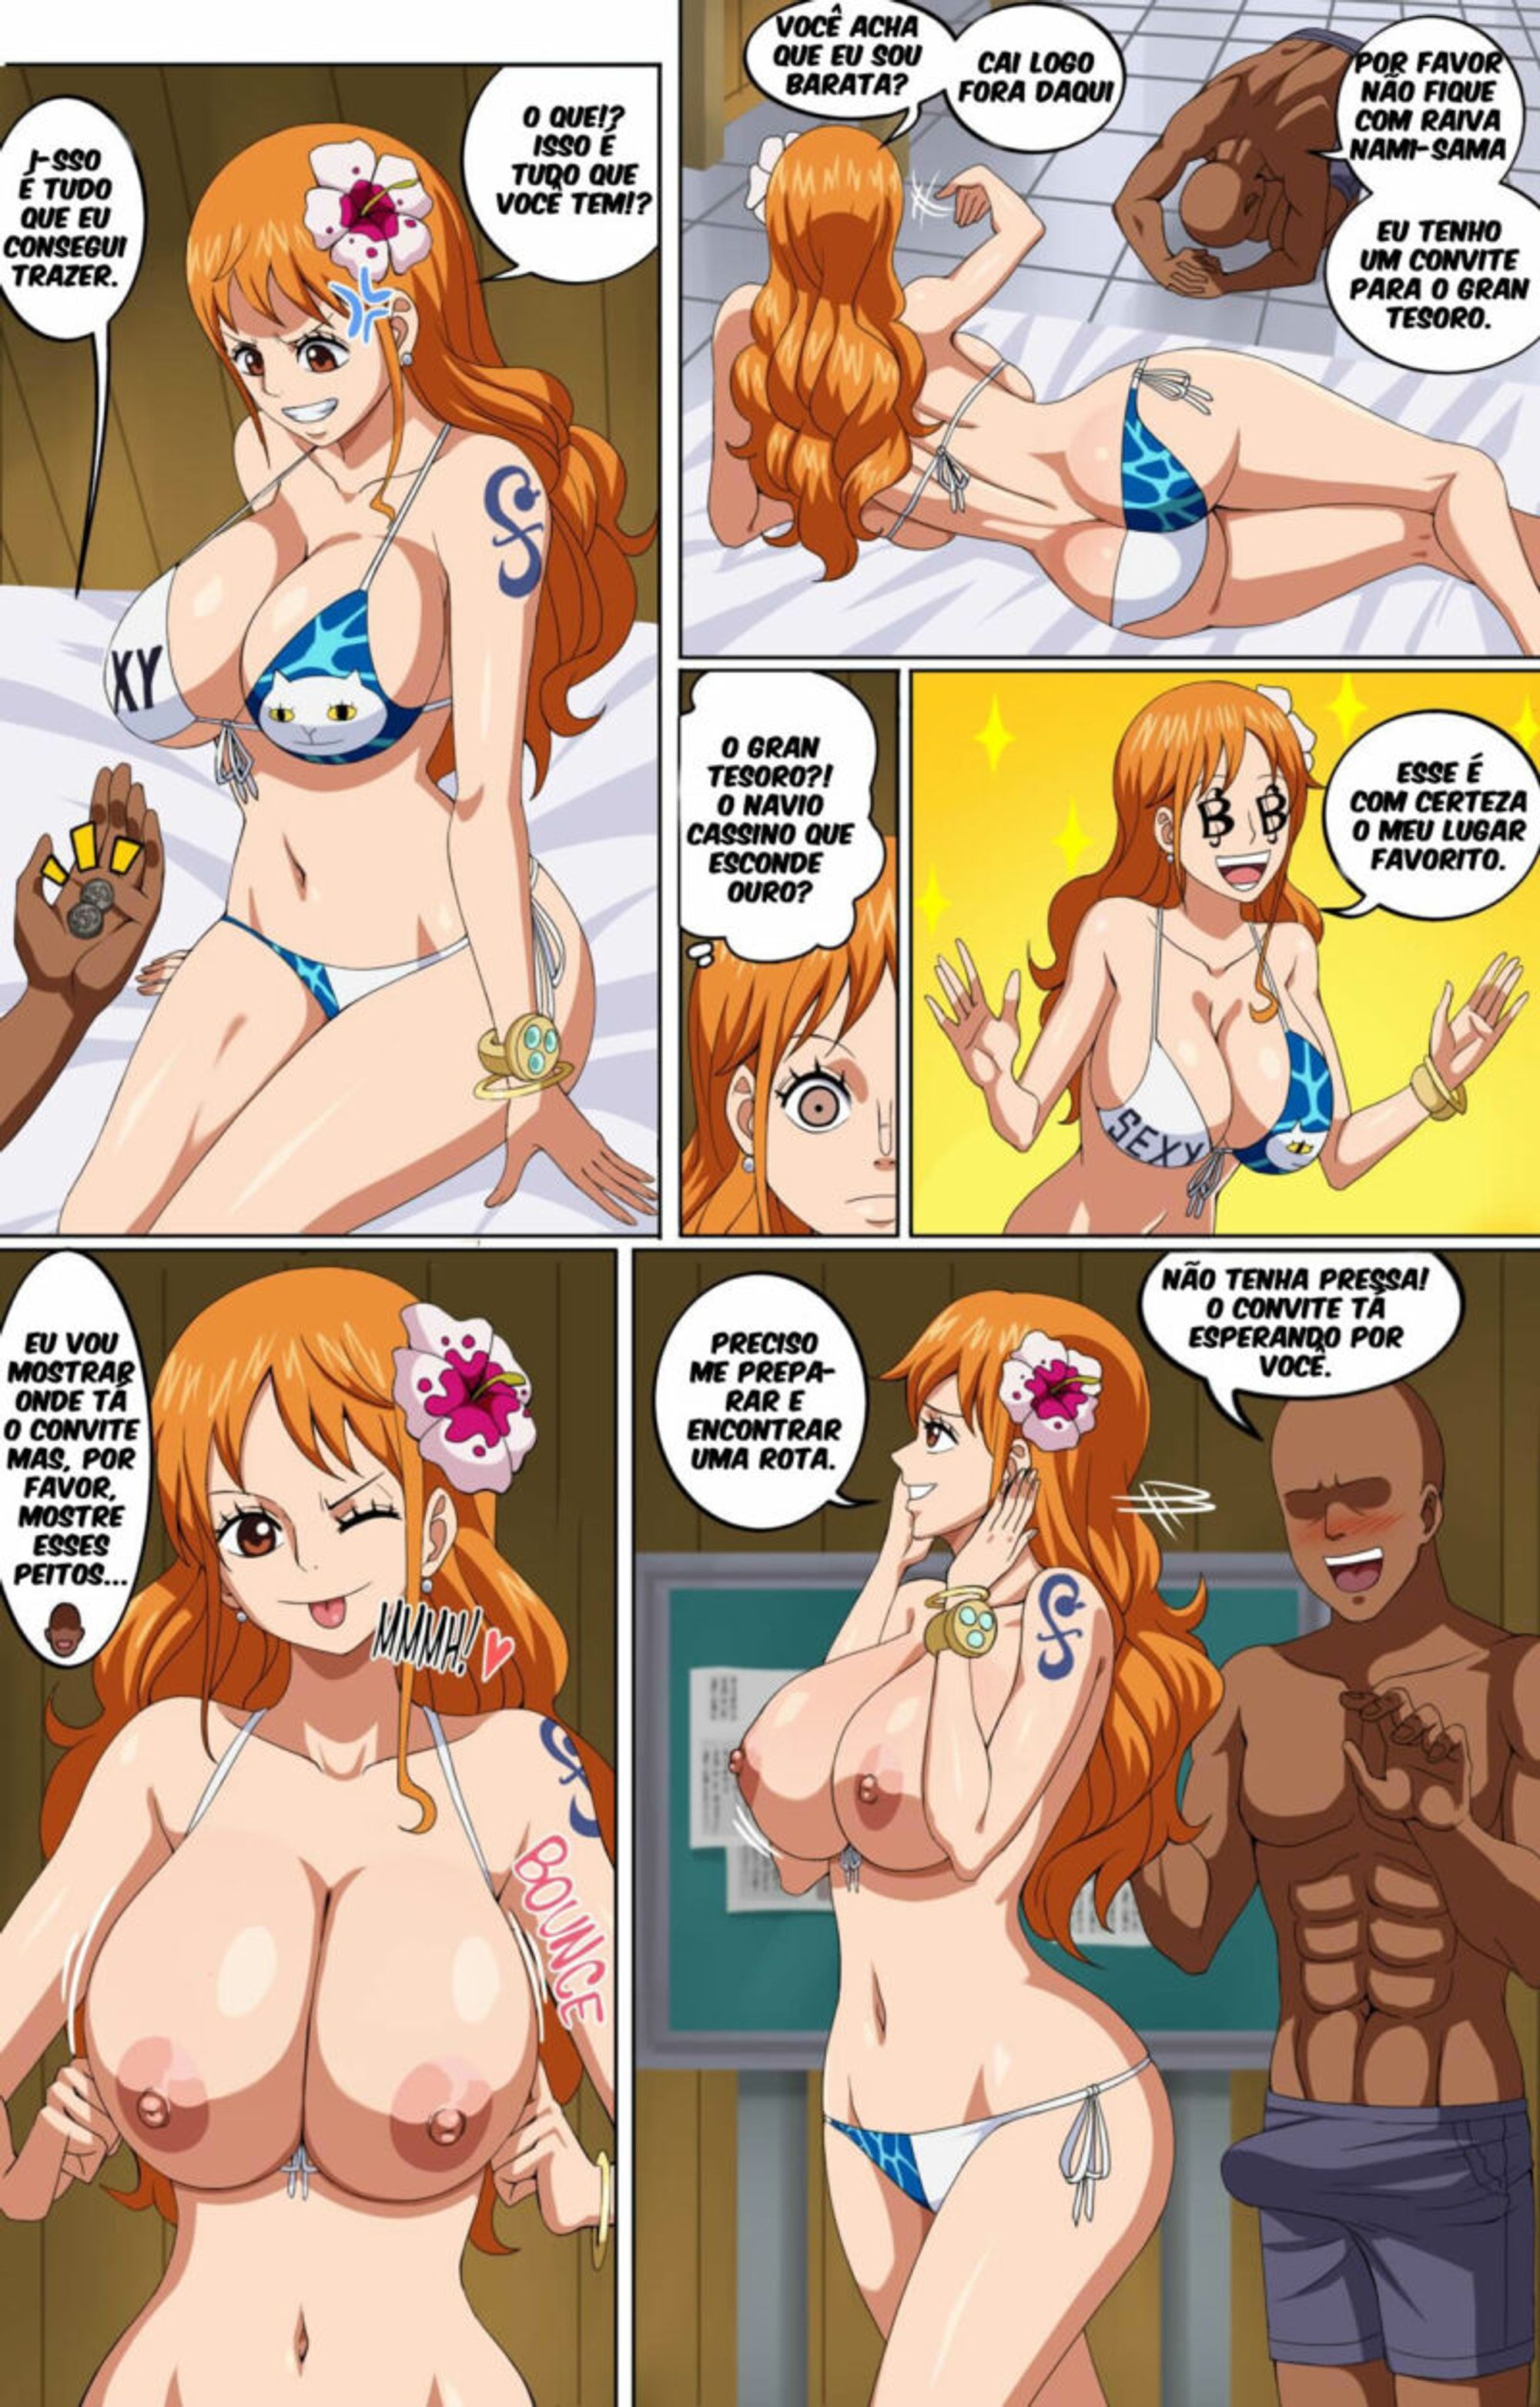 I-SSO
É TUDO
QUE EU
CONSEGUI
TRAZER.
O QUE!?
ISSO É
TUDO QUE
VOCÊ TEM!?
XY
VOCÊ ACHA
QUE EU SOU
BARATA?
CAI LOGO
FORA DAQUI
POR FAVOR
NÃO FIQUE
COM RAIVA
NAMI-SAMA
EU TENHO
UM CONVITE
PARA O GRAN
TESORO.
O GRAN
TESORO?!
O NAVIO
CASSINO QUE
ESCONDE
OURO?
ESSE É
COM CERTEZA
O MEU LUGAR
FAVORITO.
B B
SEXY
EU VOU
MOSTRAR
ONDE TÁ
O CONVITE
MAS, POR
FAVOR,
MOSTRE
ESSES
PEITOS...
MMMH!
BOUNCE
PRECISO
ME PREPA-
RAR E
ENCONTRAR
UMA ROTA.
NÃO TENHA PRESSA!
O CONVITE TÁ
ESPERANDO POR
VOCÊ.